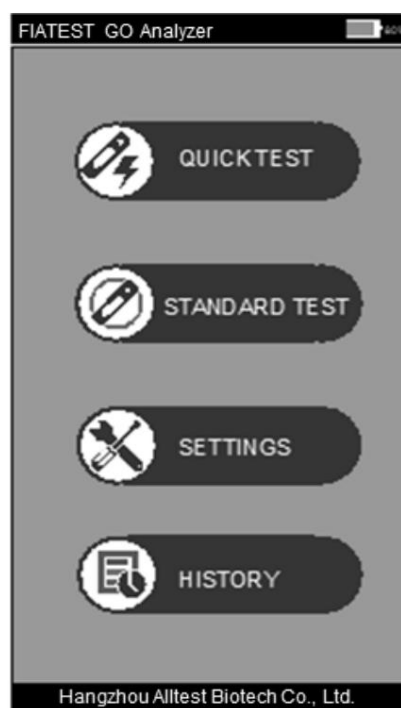 FIATEST GO Analyzer
QUICKTEST
STANDARD TEST
SETTINGS
HISTORY
Hangzhou Alltest Biotech Co., Ltd.